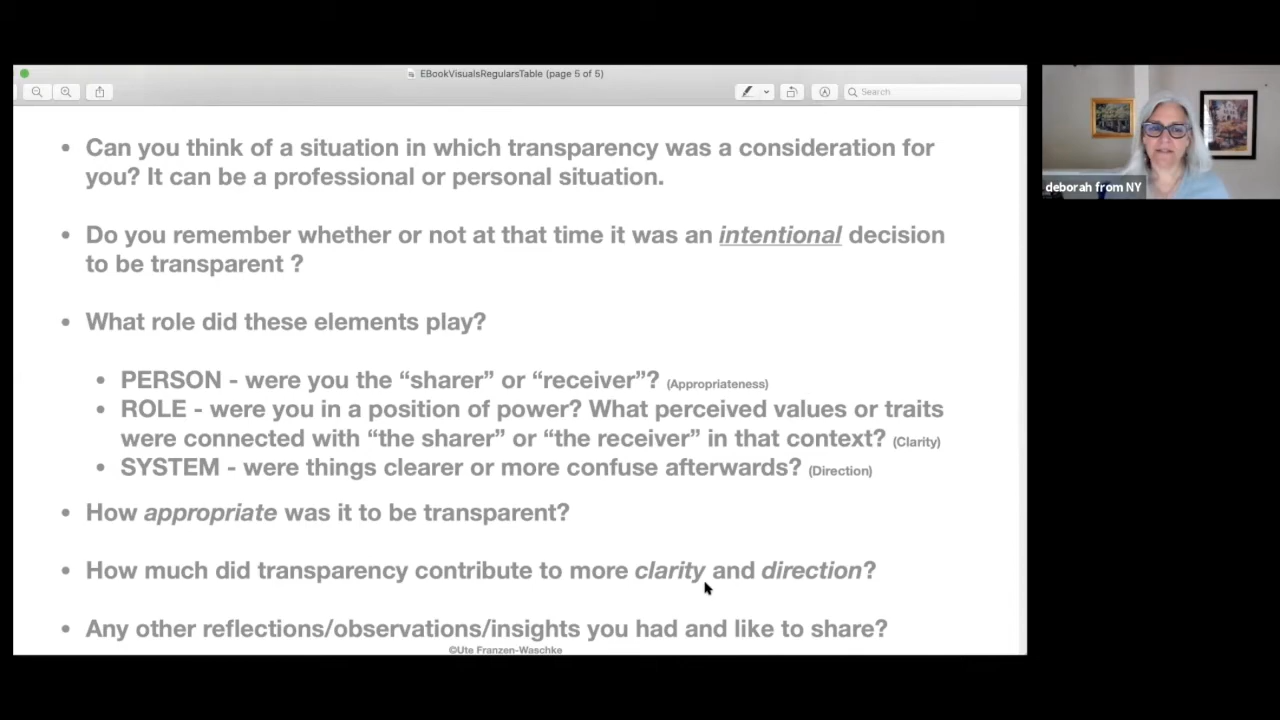 EBookVisualsRegularsTable (page 5 of 5)
Search
• Can you think of a situation in which transparency was a consideration for
you? It can be a professional or personal situation.
• Do you remember whether or not at that time it was an intentional decision
to be transparent ?
• What role did these elements play?
• PERSON - were you the “sharer” or “receiver”? (Appropriateness)
• ROLE - were you in a position of power? What perceived values or traits
were connected with “the sharer” or “the receiver” in that context? (Clarity)
• SYSTEM - were things clearer or more confuse afterwards? (Direction)
• How appropriate was it to be transparent?
• How much did transparency contribute to more clarity and direction?
• Any other reflections/observations/insights you had and like to share?
©Ute Franzen-Waschke
deborah from NY